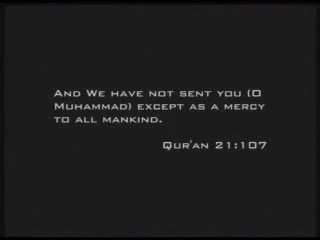 And We have not sent you (O
Muhammad) except as a mercy
to all mankind.
Qur'an 21:107